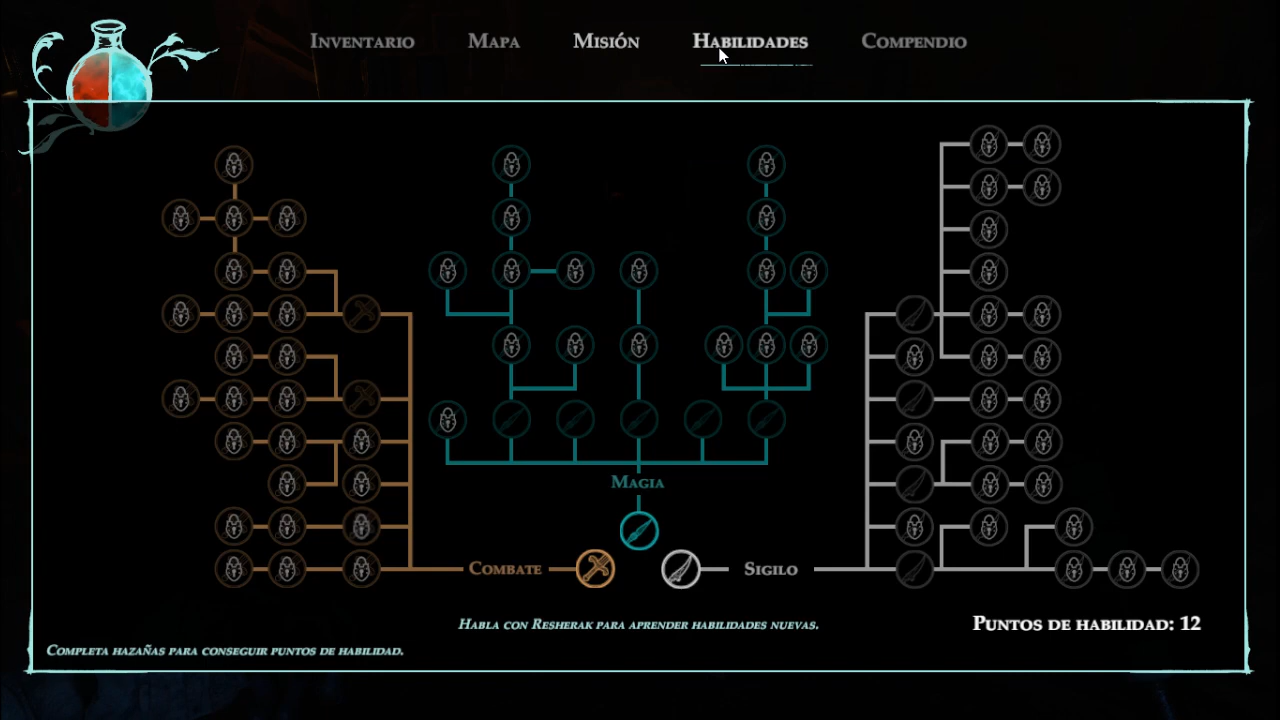 Inventario
Mapa
Misión
Habilidades
Compendio
Magia
Combate
Sigilo
Habla con Resherak para aprender habilidades nuevas.
Puntos de habilidad: 12
Completa hazañas para conseguir puntos de habilidad.